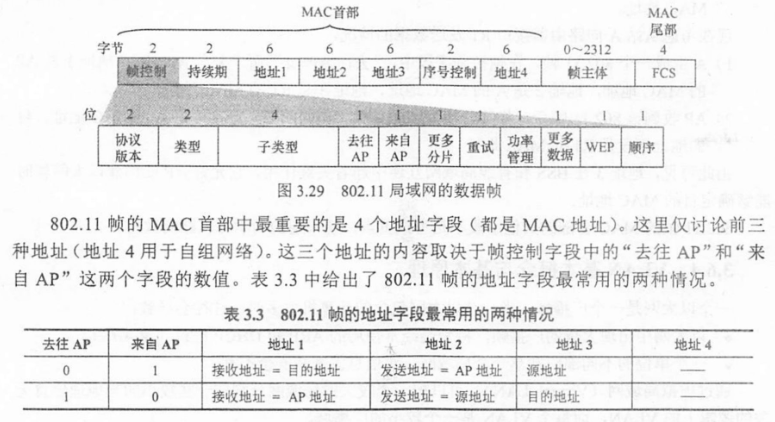 MAC首部
MAC
尾部
字节 2 2 6 6 6 2 6 0~2312 4
帧控制 持续期 地址1 地址2 地址3 序号控制 地址4 帧主体 FCS
位 2 2 4 1 1 1 1 1 1 1 1
协议版本 类型 子类型 去往AP 来自AP 更多分片 重试 功率管理 更多数据 WEP 顺序
图 3.29 802.11 局域网的数据帧
802.11 帧的 MAC 首部中最重要的是 4 个地址字段(都是 MAC 地址)。这里仅讨论前三
种地址(地址 4 用于自组网络)。这三个地址的内容取决于帧控制字段中的“去往 AP”和“来
自 AP”这两个字段的数值。表 3.3 中给出了 802.11 帧的地址字段最常用的两种情况。
表 3.3 802.11 帧的地址字段最常用的两种情况
去往 AP 来自 AP 地址 1 地址 2 地址 3 地址 4
0 1 接收地址 = 目的地址 发送地址 = AP 地址 源地址
1 0 接收地址 = AP 地址 发送地址 = 源地址 目的地址